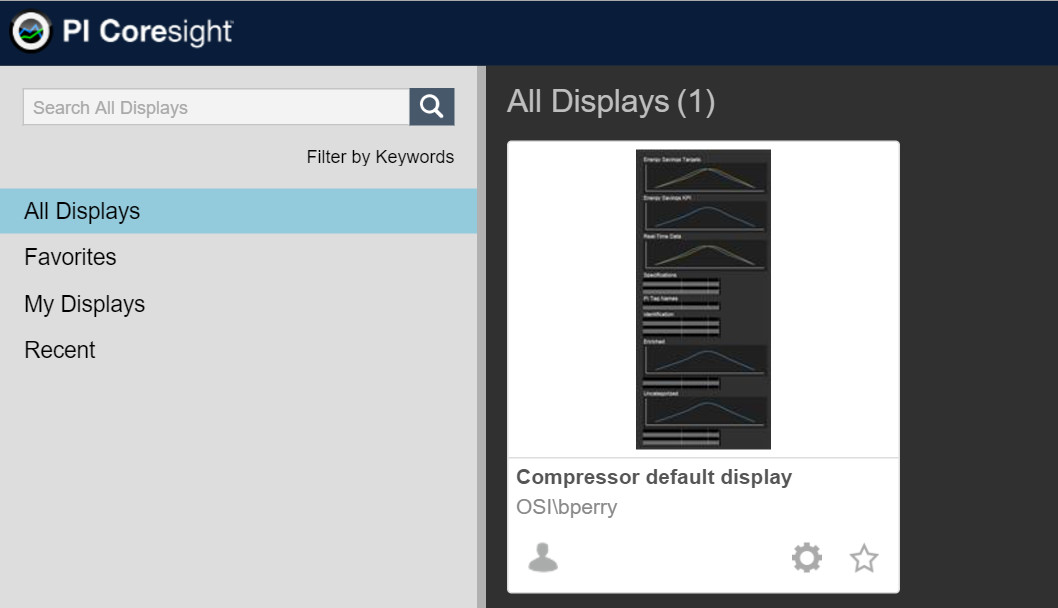 PI Coresight™
Search All Displays
Filter by Keywords
All Displays
Favorites
My Displays
Recent
All Displays (1)
Energy Savings Targets
Energy Savings KPI
Real-Time Data
Specifications
PI Tag Names
Identification
Enriched
Uncategorized
Compressor default display
OSI\bperry